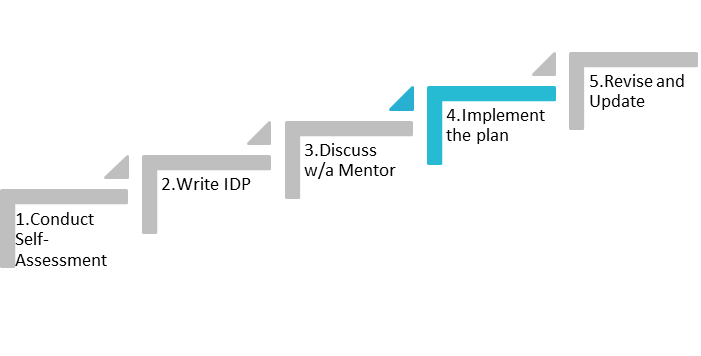 1.Conduct
Self-
Assessment
2.Write IDP
3.Discuss
w/a Mentor
4.Implement
the plan
5.Revise and
Update